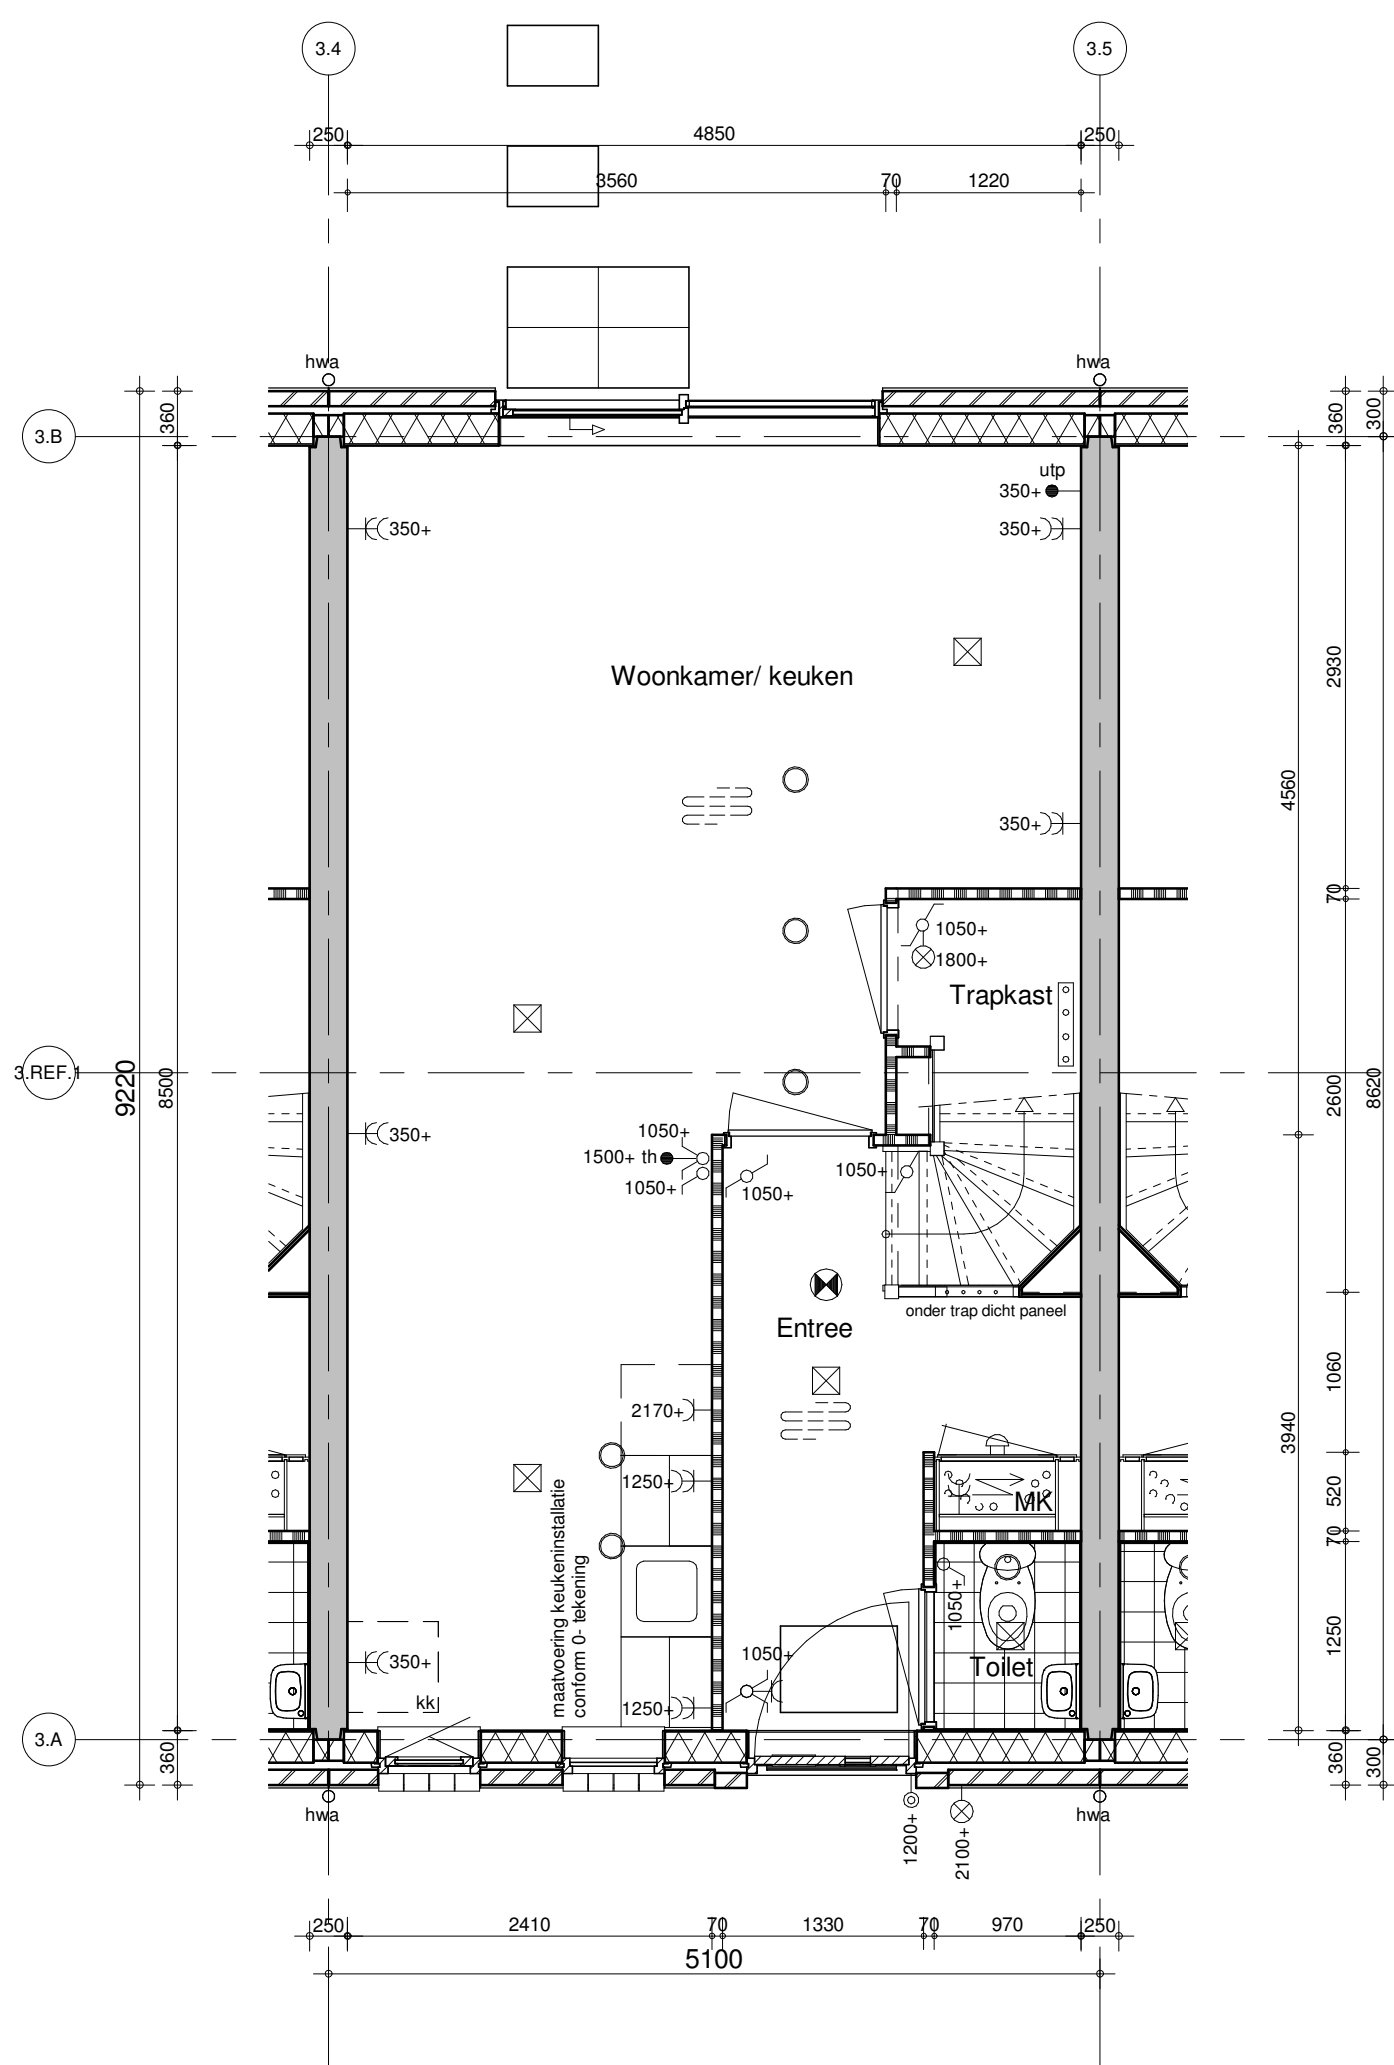 3.4
3.5
250
4850
250
3560
70
1220
hwa
hwa
360
360
300
3.B
utp
350+
350+
350+
2930
Woonkamer/ keuken
4560
350+
70
1050+
1800+
Trapkast
3.REF.1
9220
8500
2600
8620
350+
1050+
1500+ th
1050+
1050+
1050+
onder trap dicht paneel
Entree
1060
2170+
3940
1250+
MK
520
maatvoering keukeninstallatie
conform 0- tekening
70
1050+
1250
350+
1050+
Toilet
kk
1250+
3.A
360
360
300
hwa
hwa
1200+
2100+
250
2410
70
1330
70
970
250
5100